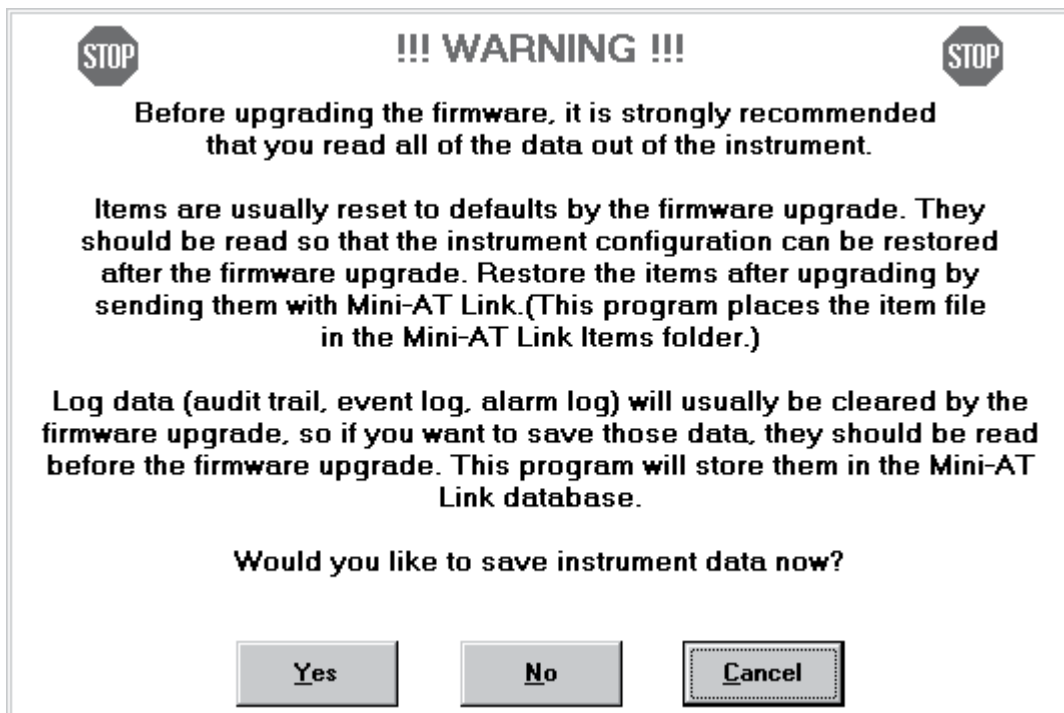 STOP
!!! WARNING !!!
STOP
Before upgrading the firmware, it is strongly recommended
that you read all of the data out of the instrument.
Items are usually reset to defaults by the firmware upgrade. They
should be read so that the instrument configuration can be restored
after the firmware upgrade. Restore the items after upgrading by
sending them with Mini-AT Link.(This program places the item file
in the Mini-AT Link Items folder.)
Log data (audit trail, event log, alarm log) will usually be cleared by the
firmware upgrade, so if you want to save those data, they should be read
before the firmware upgrade. This program will store them in the Mini-AT
Link database.
Would you like to save instrument data now?
Yes
No
Cancel